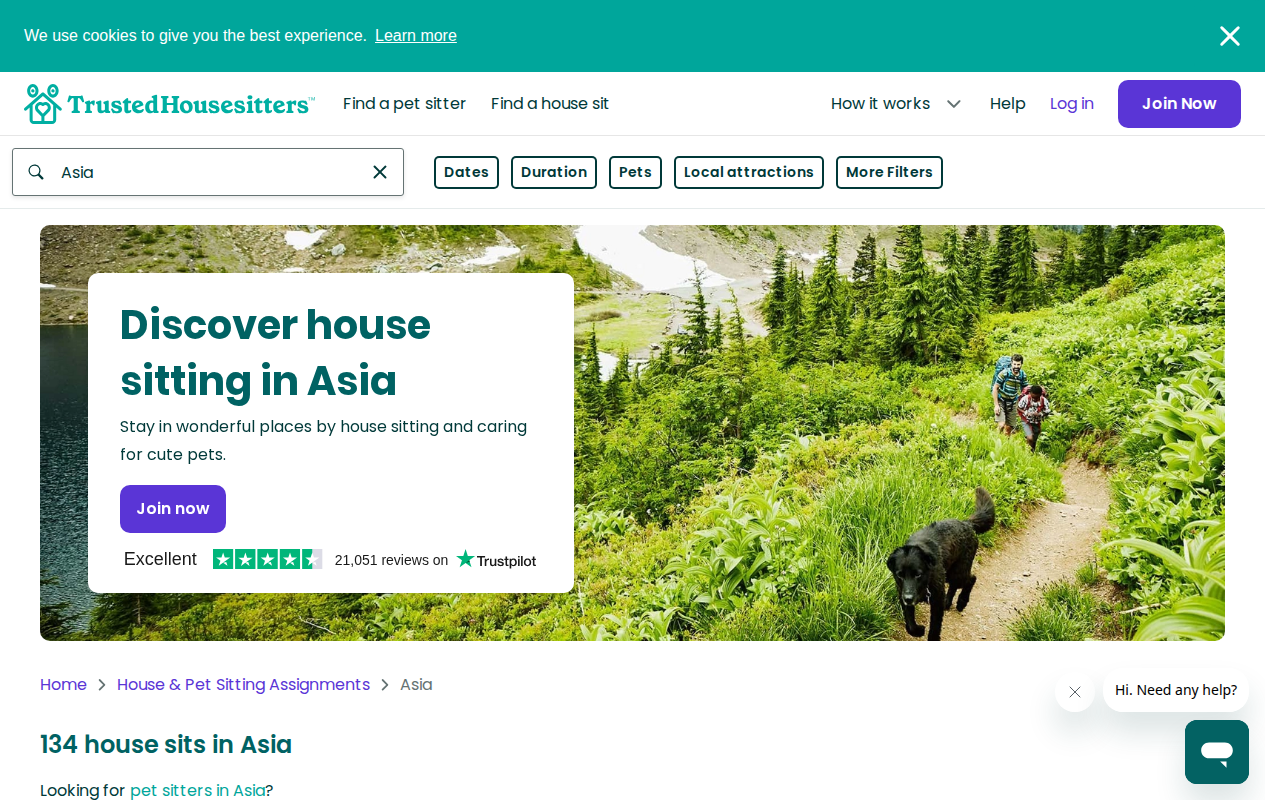 We use cookies to give you the best experience. Learn more
TrustedHousesitters™
Find a pet sitter
Find a house sit
How it works
Help
Log in
Join Now
Asia
Dates
Duration
Pets
Local attractions
More Filters
Discover house
sitting in Asia
Stay in wonderful places by house sitting and caring
for cute pets.
Join now
Excellent
21,051 reviews on
Trustpilot
Home
House & Pet Sitting Assignments
Asia
Hi. Need any help?
134 house sits in Asia
Looking for pet sitters in Asia?